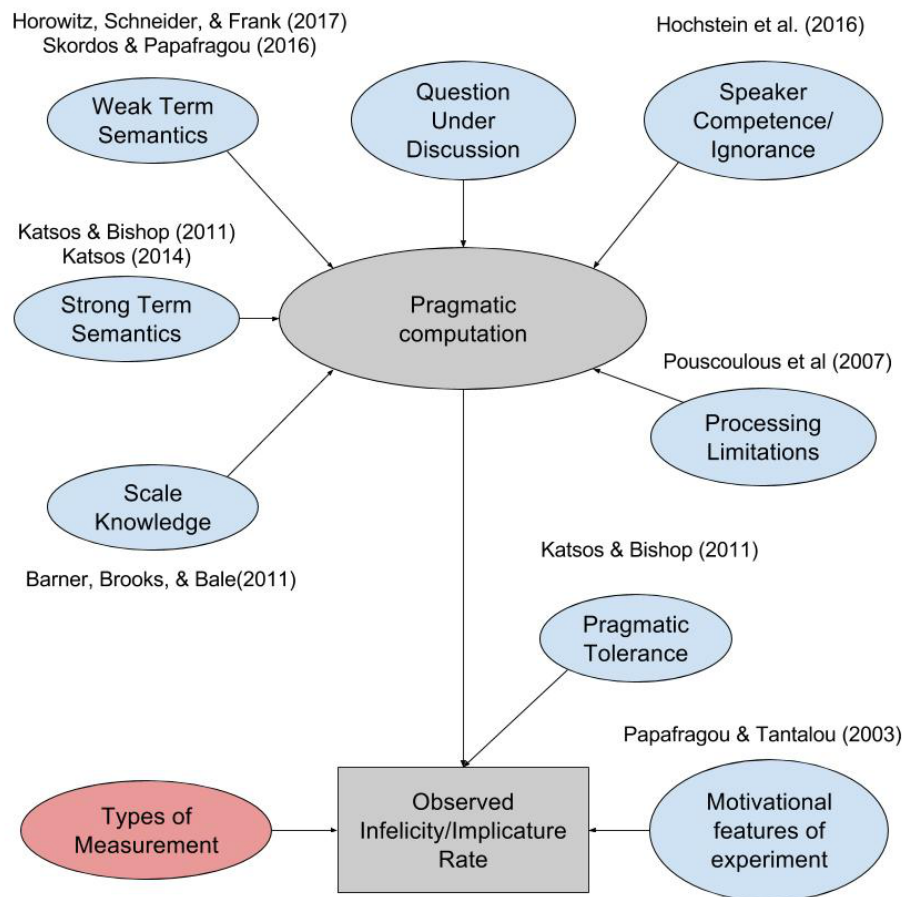 Horowitz, Schneider, & Frank (2017)
Skordos & Papafragou (2016)
Hochstein et al. (2016)
Weak Term
Semantics
Question
Under
Discussion
Speaker
Competence/
Ignorance
Katsos & Bishop (2011)
Katsos (2014)
Strong Term
Semantics
Pragmatic
computation
Pouscoulous et al (2007)
Processing
Limitations
Scale
Knowledge
Barner, Brooks, & Bale(2011)
Katsos & Bishop (2011)
Pragmatic
Tolerance
Papafragou & Tantalou (2003)
Types of
Measurement
Observed
Infelicity/Implicature
Rate
Motivational
features of
experiment